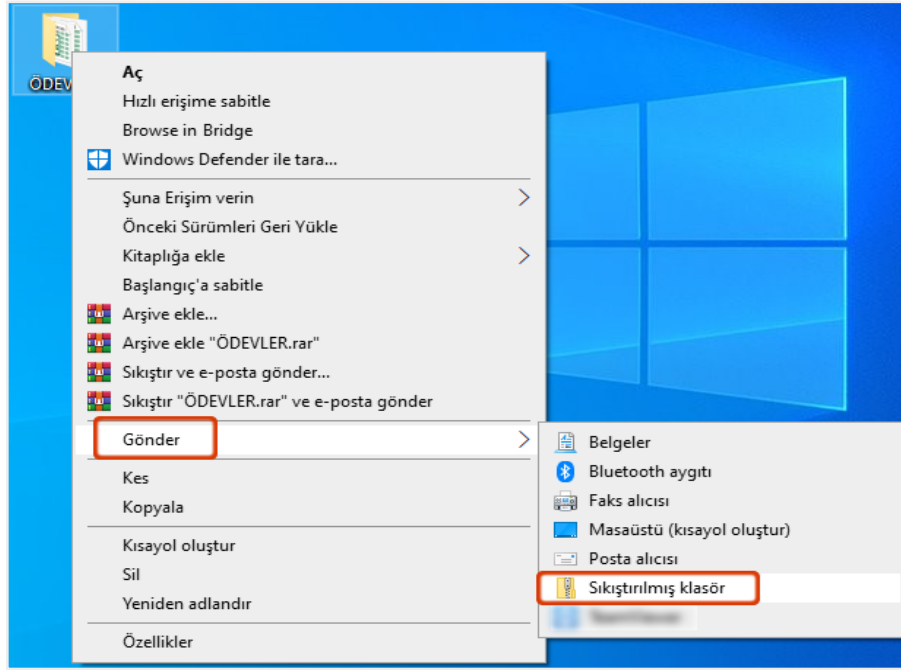 ÖDEV
Aç
Hızlı erişime sabitle
Browse in Bridge
Windows Defender ile tara...
Şuna Erişim verin
Önceki Sürümleri Geri Yükle
Kitaplığa ekle
Başlangıç'a sabitle
Arşive ekle...
Arşive ekle "ÖDEVLER.rar"
Sıkıştır ve e-posta gönder...
Sıkıştır "ÖDEVLER.rar" ve e-posta gönder
Gönder
Kes
Kopyala
Kısayol oluştur
Sil
Yeniden adlandır
Özellikler
Belgeler
Bluetooth aygıtı
Faks alıcısı
Masaüstü (kısayol oluştur)
Posta alıcısı
Sıkıştırılmış klasör